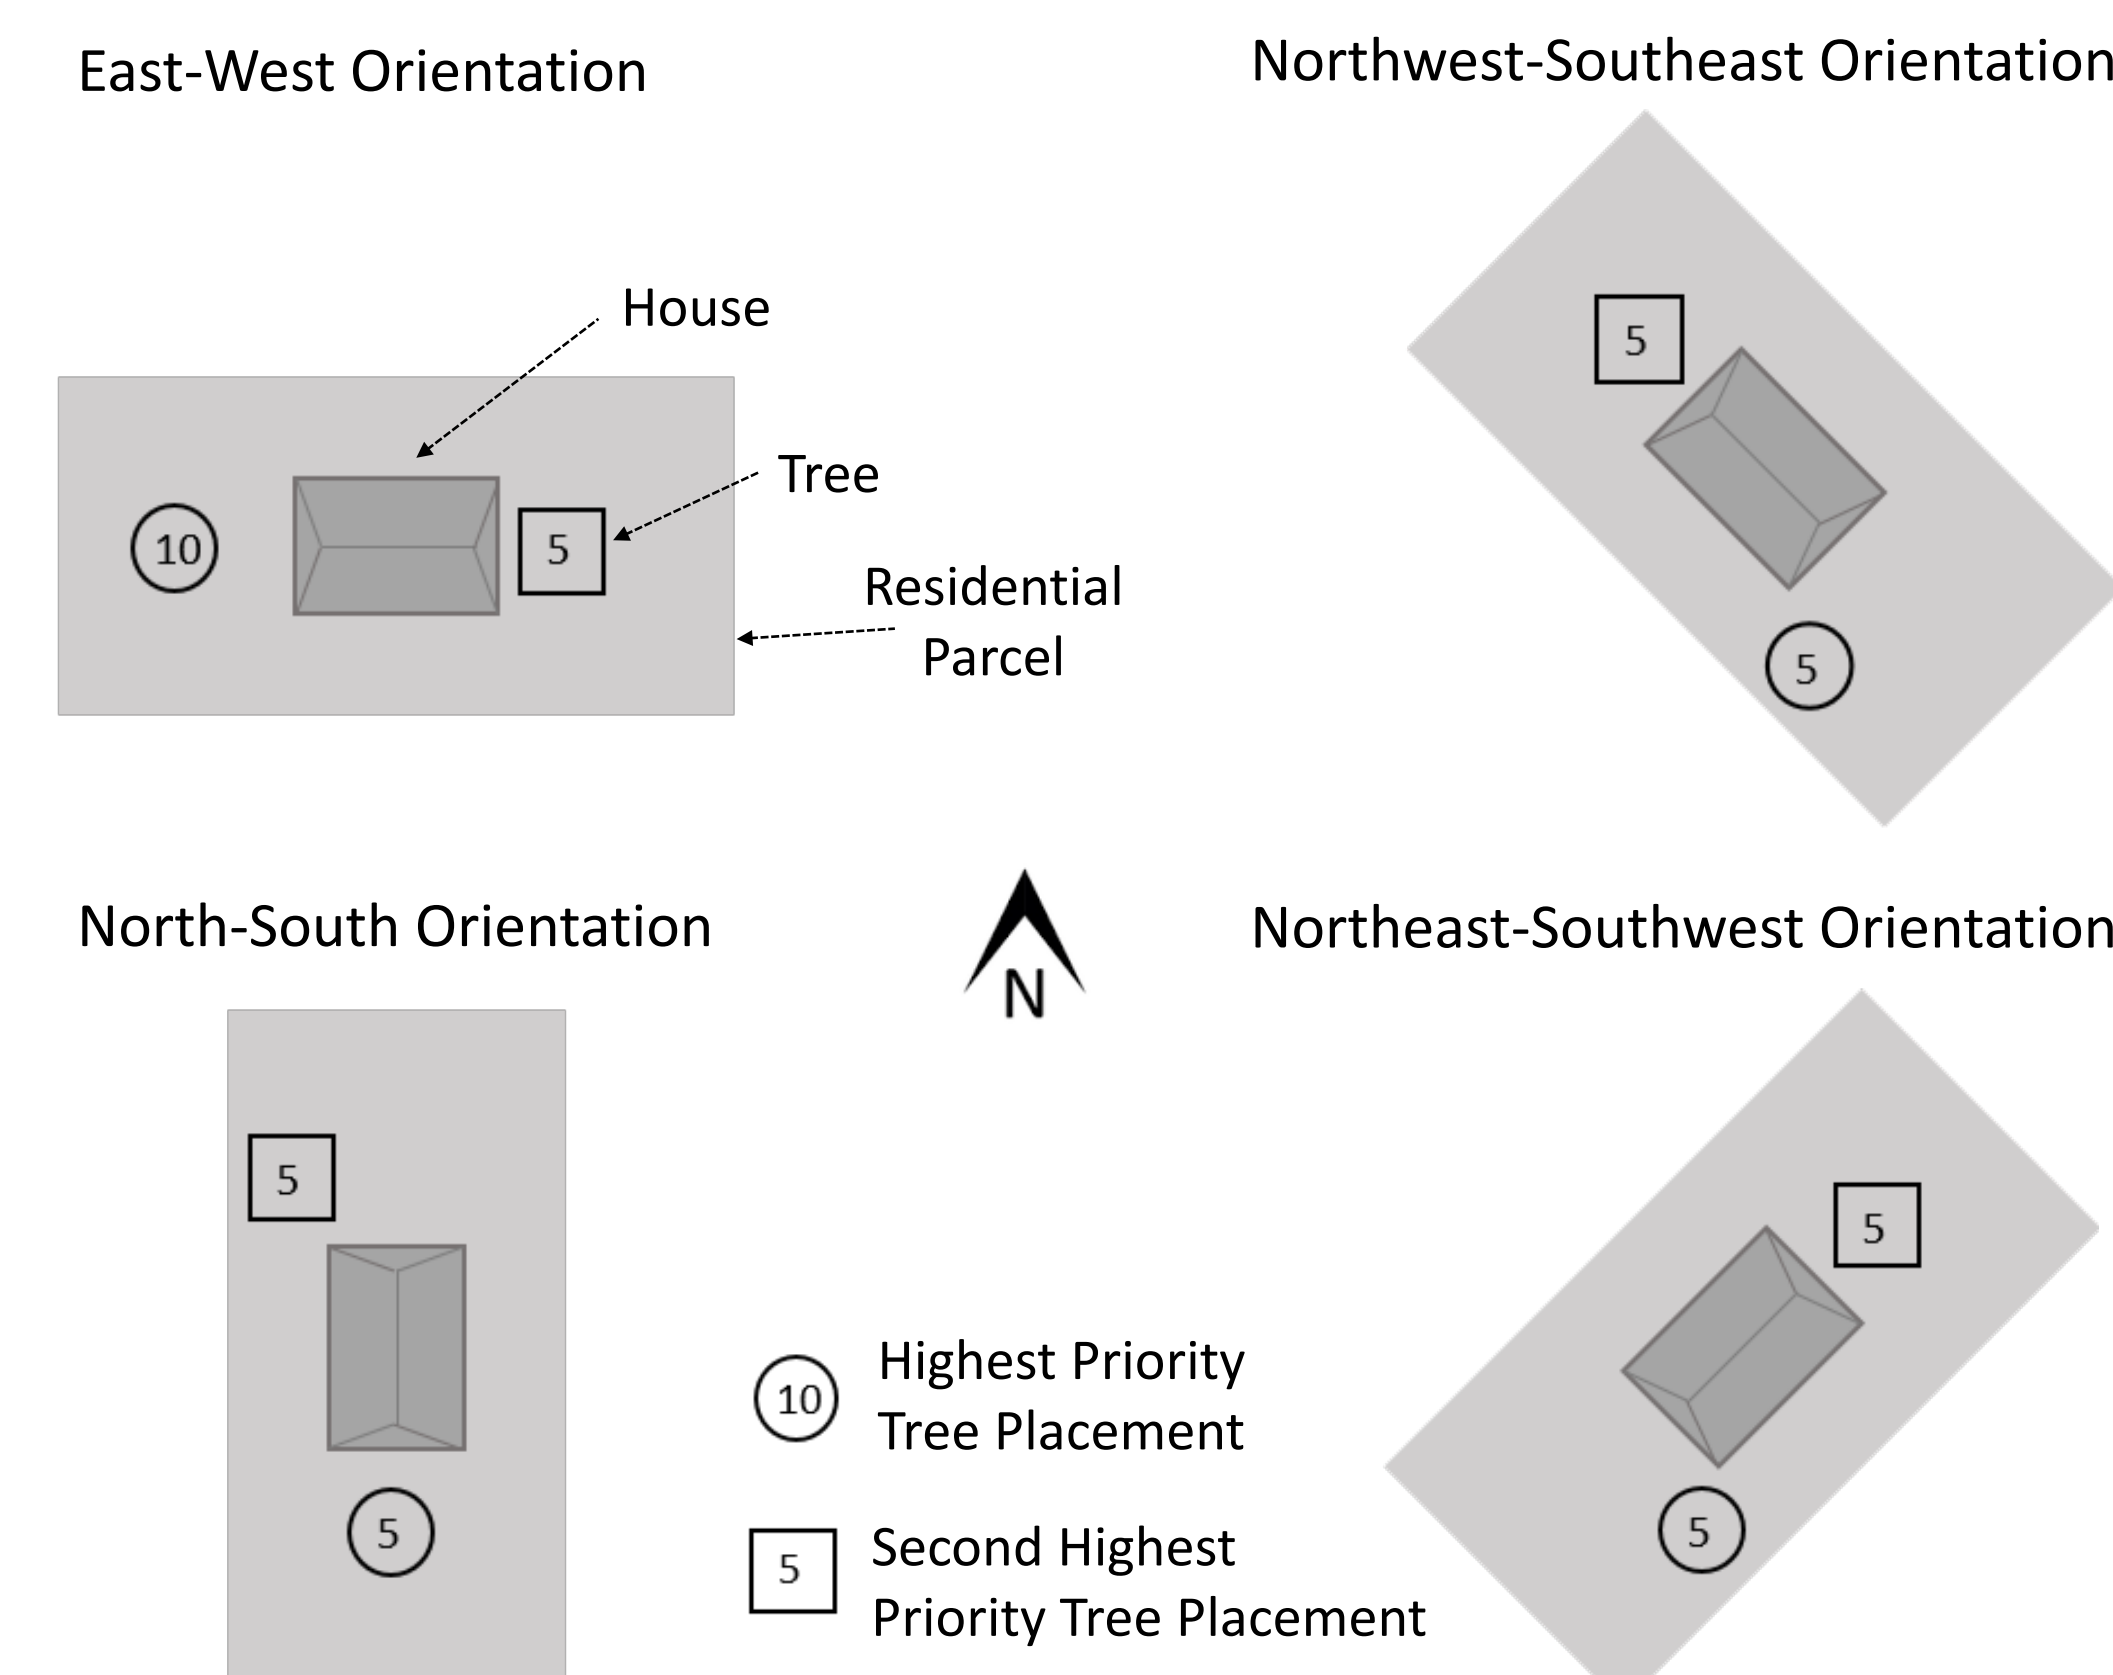 East-West Orientation
House
10
5
Tree
Residential
Parcel
Northwest-Southeast Orientation
5
5
North-South Orientation
5
5
N
10
Highest Priority
Tree Placement
5
Second Highest
Priority Tree Placement
Northeast-Southwest Orientation
5
5